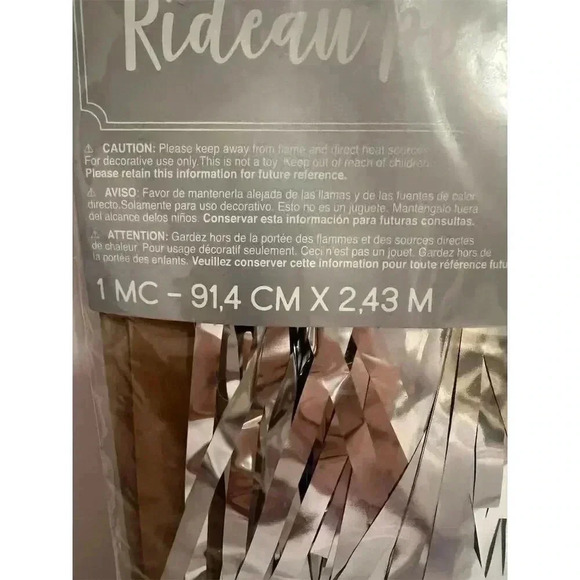 Rideau
⚠ CAUTION: Please keep away from flame and direct heat sources
For decorative use only.This is not a toy. Keep out of reach of children.
Please retain this information for future reference.
⚠ AVISO: Favor de mantenerla alejada de las llamas y de las fuentes de calor
directo.Solamente para uso decorativo. Esto no es un juguete. Manténgalo fuera
del alcance delos niños. Conservar esta información para futuras consultas.
⚠ ATTENTION: Gardez hors de la portée des flammes et des sources directes
de chaleur. Pour usage décoratif seulement. Ceci n'est pas un jouet. Gardez hors de
la portée des enfants. Veuillez conserver cette information pour toute référence
1 MC – 91,4 CM X 2,43 M